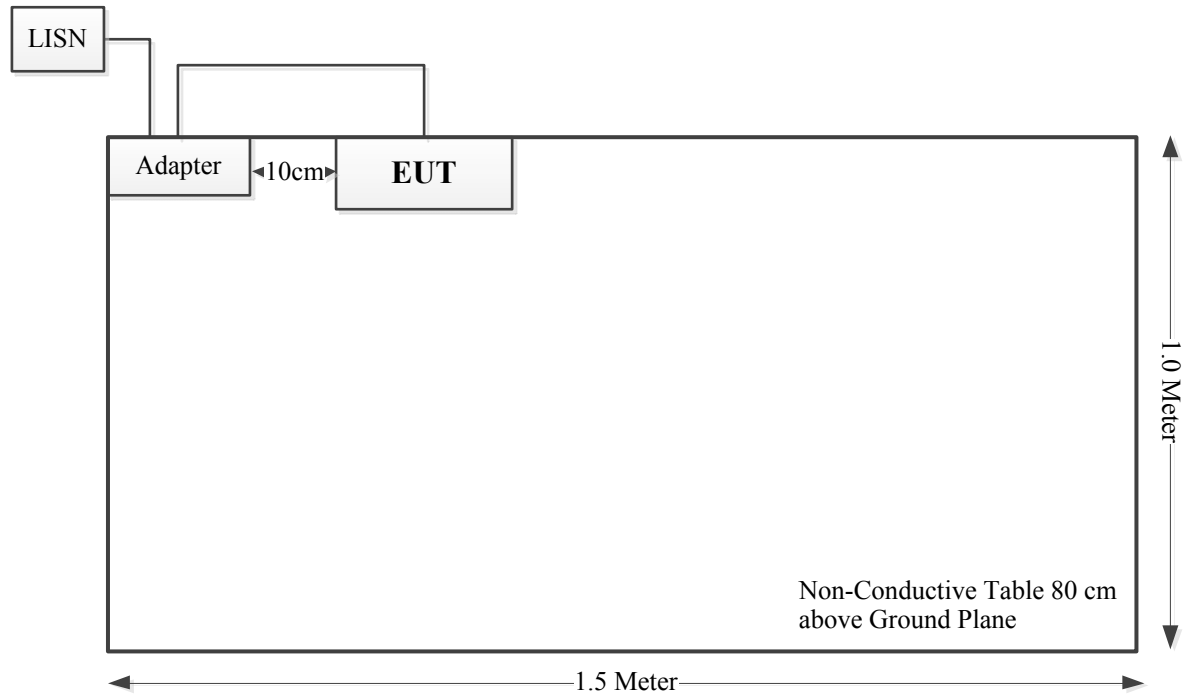 LISN
Adapter
10cm
EUT
1.0 Meter
Non-Conductive Table 80 cm
above Ground Plane
1.5 Meter